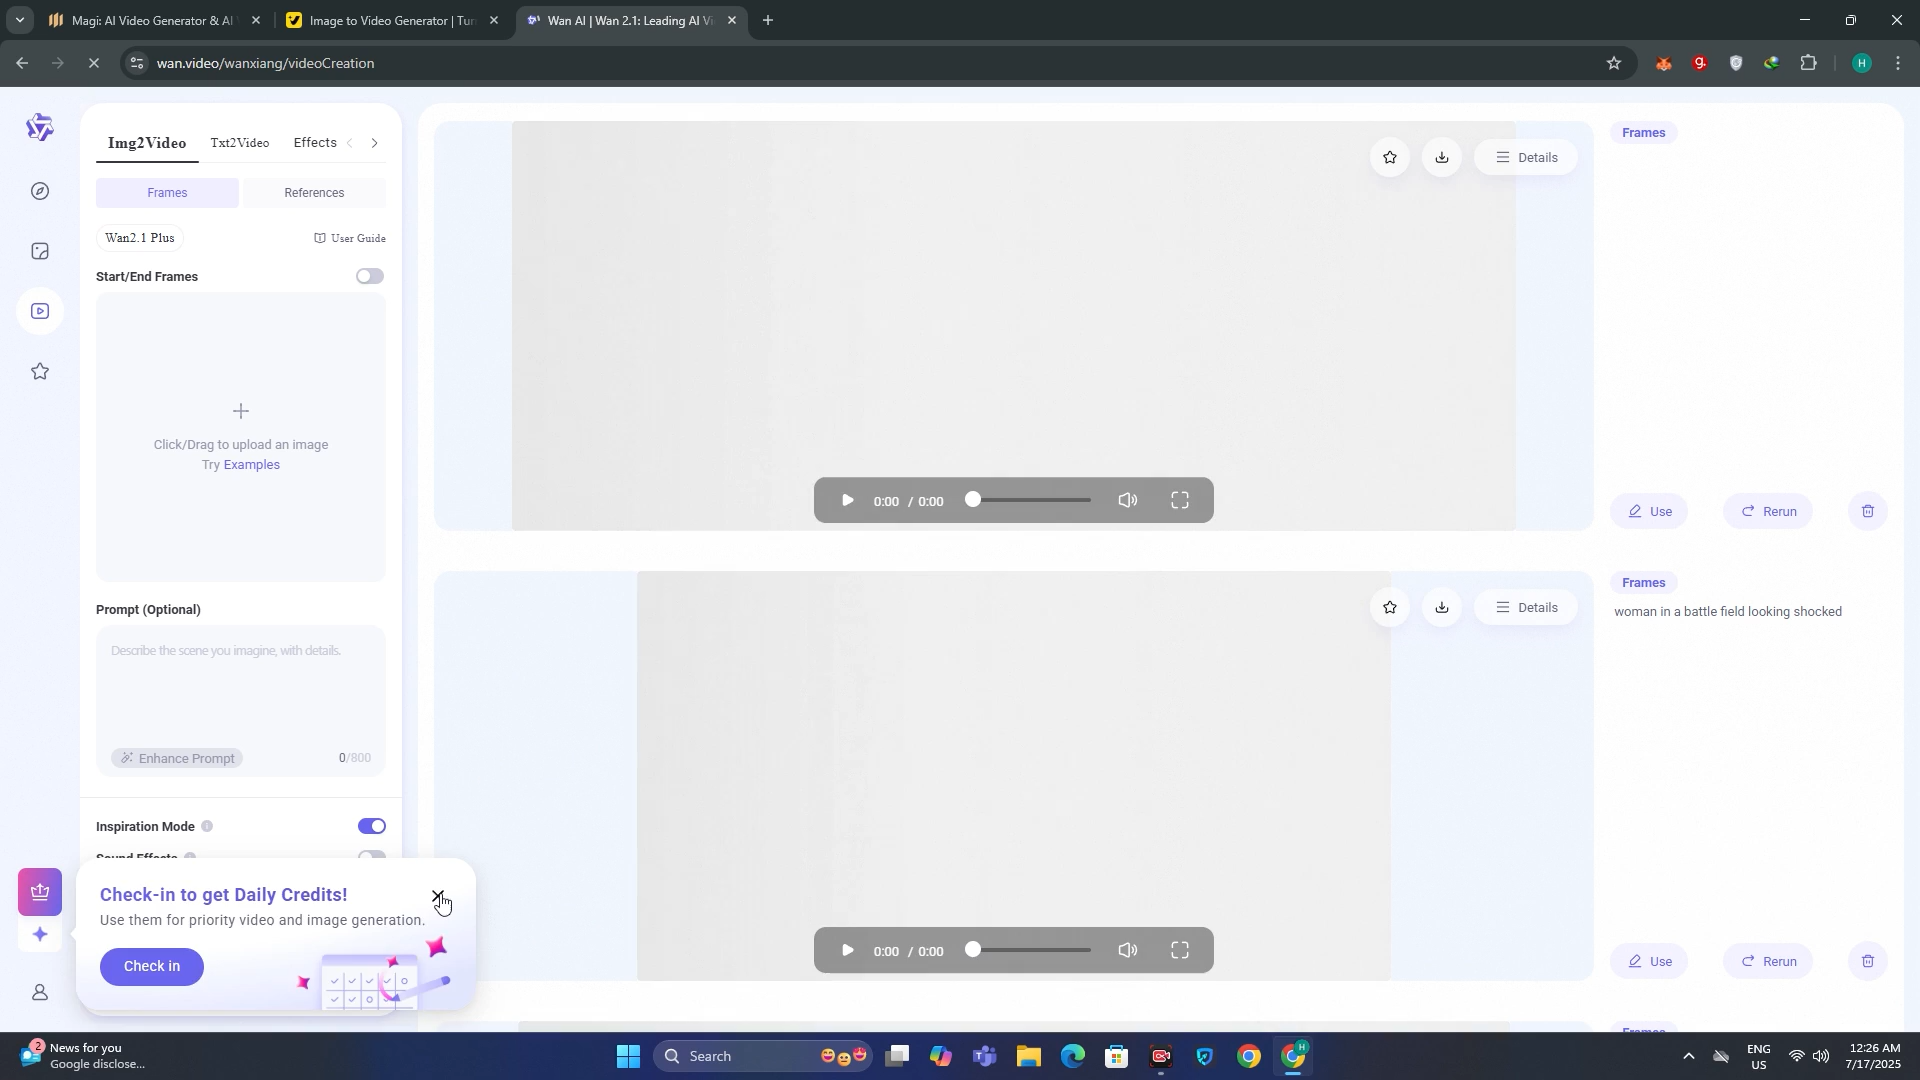 Magi: AI Video Generator & AI V
Image to Video Generator | Tur
Wan AI | Wan 2.1: Leading AI Vi
wan.video/wanxiang/videoCreation
H
Img2Video
Txt2Video
Effects
Frames
References
Wan2.1 Plus
User Guide
Start/End Frames
Click/Drag to upload an image
Try Examples
Prompt (Optional)
Describe the scene you imagine, with details.
Enhance Prompt
0/800
Inspiration Mode
Sound Effects
Check-in to get Daily Credits!
Use them for priority video and image generation.
Check in
Details
0:00 / 0:00
Frames
Use
Rerun
Details
0:00 / 0:00
Frames
woman in a battle field looking shocked
Use
Rerun
Frames
2
News for you
Google disclose...
Search
ENG
US
12:26 AM
7/17/2025